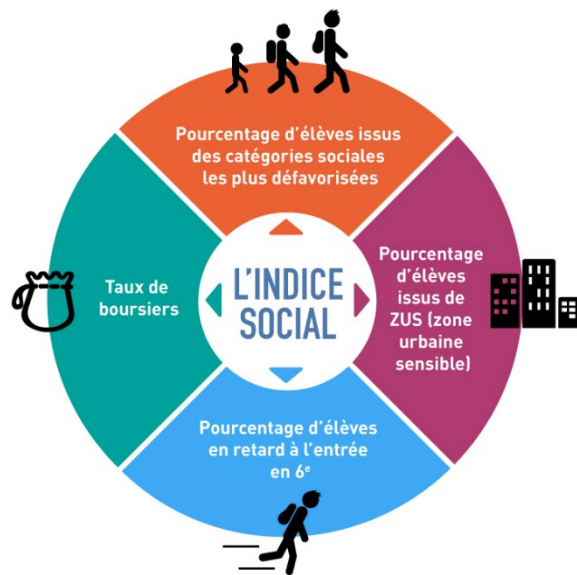 Pourcentage d'élèves issus
des catégories sociales
les plus défavorisées
Taux de
boursiers
L'INDICE
SOCIAL
Pourcentage
d'élèves
issus de
ZUS (zone
urbaine
sensible)
Pourcentage d'élèves
en retard à l'entrée
en 6e